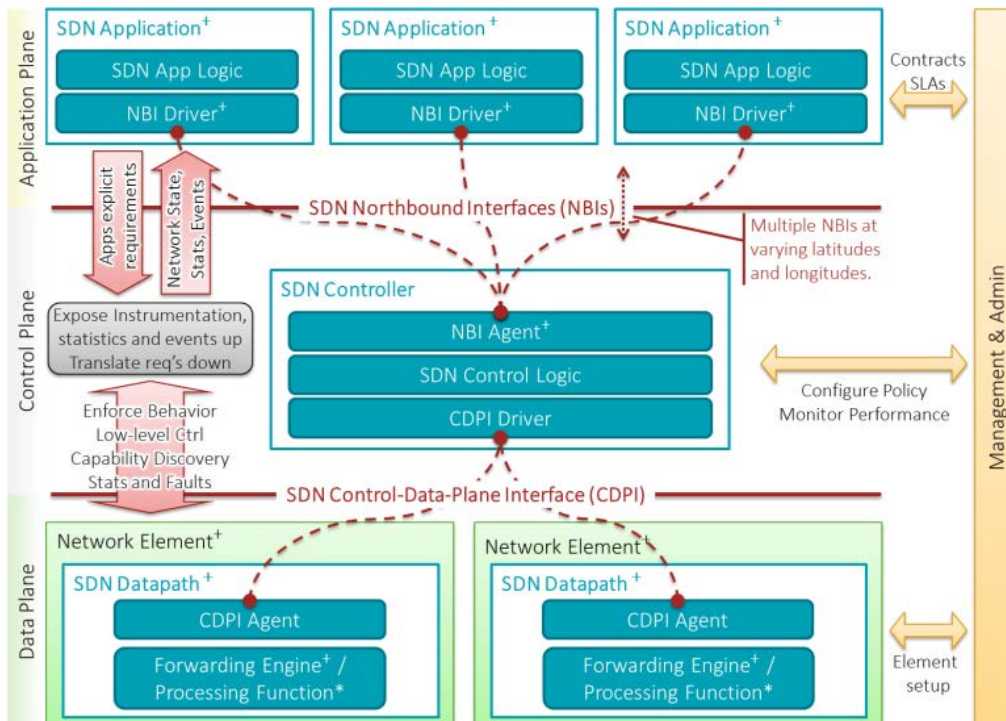 Application Plane
SDN Application+
SDN App Logic
NBI Driver+
SDN Application+
SDN App Logic
NBI Driver+
SDN Application+
SDN App Logic
NBI Driver+
Contracts
SLAs
Apps explicit
requirements
Network State,
Stats, Events
SDN Northbound Interfaces (NBIs)
Multiple NBIs at
varying latitudes
and longitudes.
Control Plane
Expose Instrumentation,
statistics and events up
Translate req's down
SDN Controller
NBI Agent+
SDN Control Logic
CDPI Driver
Configure Policy
Monitor Performance
Enforce Behavior
Low-level Ctrl
Capability Discovery
Stats and Faults
SDN Control-Data-Plane Interface (CDPI)
Data Plane
Network Element+
SDN Datapath +
CDPI Agent
Forwarding Engine+ /
Processing Function*
Network Element+
SDN Datapath +
CDPI Agent
Forwarding Engine+ /
Processing Function*
Element
setup
Management & Admin